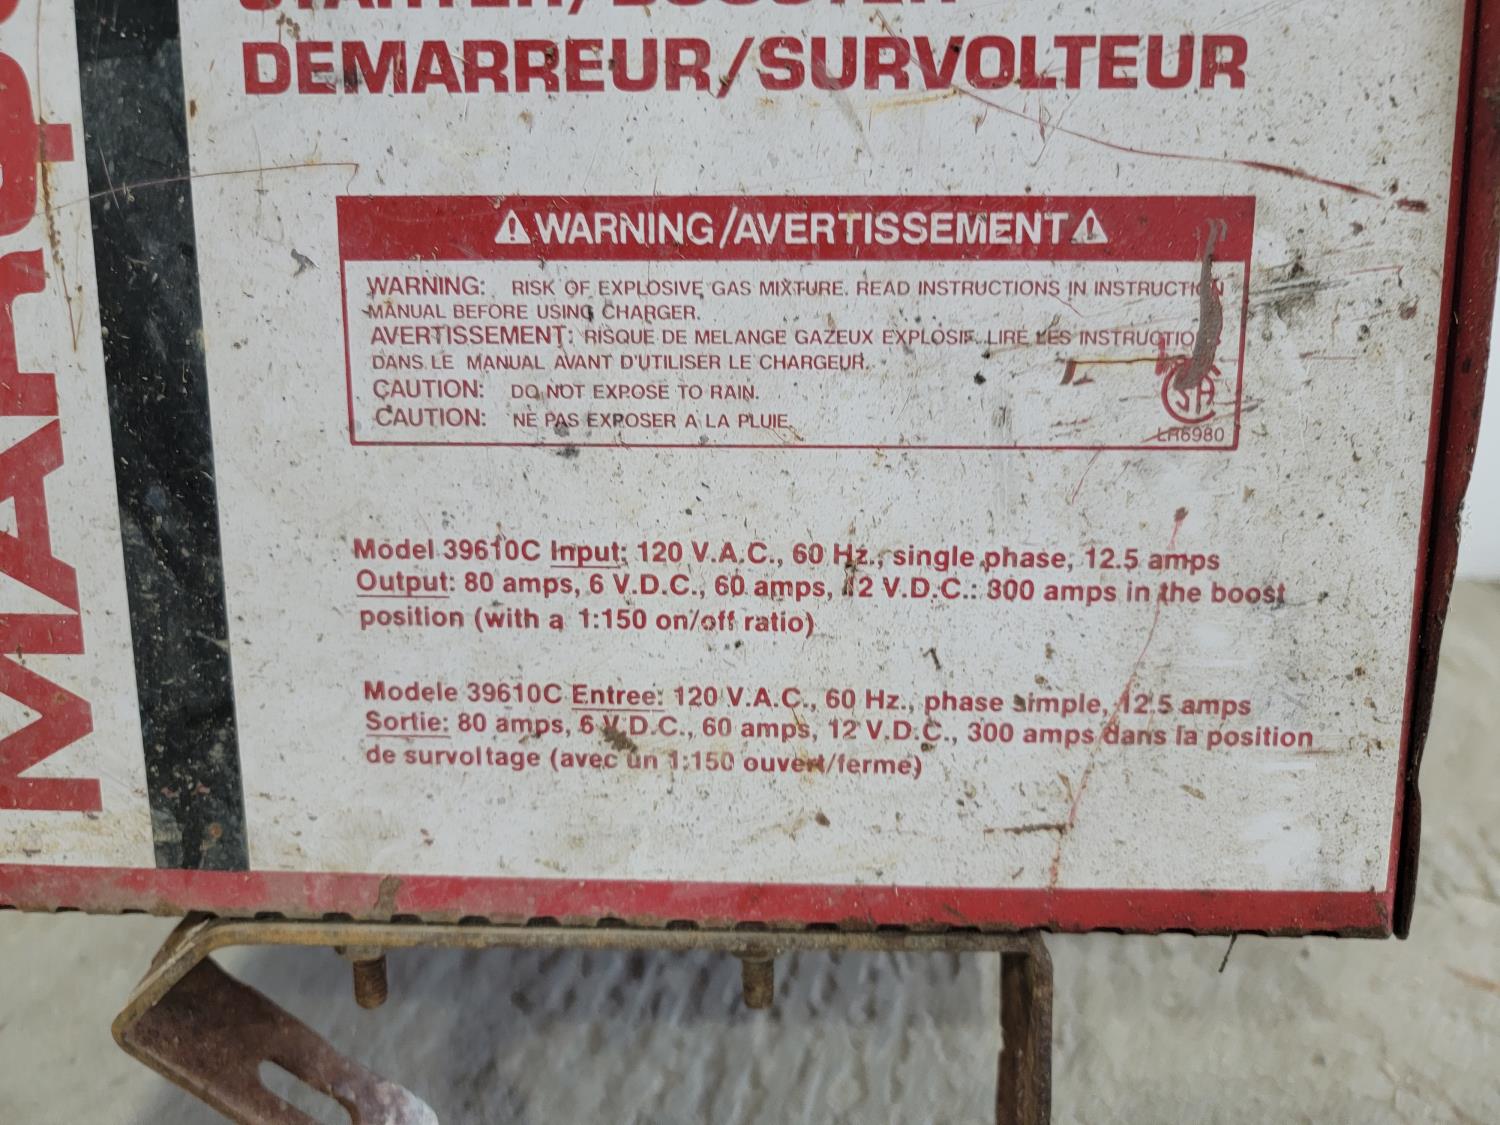 STARTER/BOOSTER
DEMARREUR/SURVOLTEUR
WARNING/AVERTISSEMENT
WARNING: RISK OF EXPLOSIVE GAS MIXTURE. READ INSTRUCTIONS IN INSTRUCTION
MANUAL BEFORE USING CHARGER.
AVERTISSEMENT: RISQUE DE MELANGE GAZEUX EXPLOSIF. LIRE LES
DANS LE MANUAL AVANT D'UTILISER LE CHARGEUR.
CAUTION: DO NOT EXPOSE TO RAIN.
CAUTION: NE PAS EXPOSER A LA PLUIE.
LR6980
Model 39610C Input: 120 V.A.C., 60 Hz., single phase, 12.5 amps
Output: 80 amps, 6 V.D.C., 60 amps, 12 V.D.C.: 300 amps in the boost
position (with a 1:150 on/off ratio)
Modele 39610C Entree: 120 V.A.C., 60 Hz., phase simple, 12.5 amps
Sortie: 80 amps, 6 V.D.C., 60 amps, 12 V.D.C., 300 amps dans la position
de survoltage (avec un 1:150 ouvert/ferme)